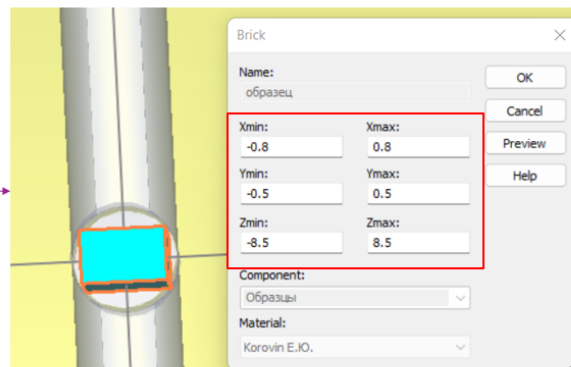 Brick
Name:
образец
OK
Cancel
Xmin: Xmax:
-0.8 0.8
Preview
Ymin: Ymax:
-0.5 0.5
Help
Zmin: Zmax:
-8.5 8.5
Component:
Образцы
Material:
Korovin Е.Ю.